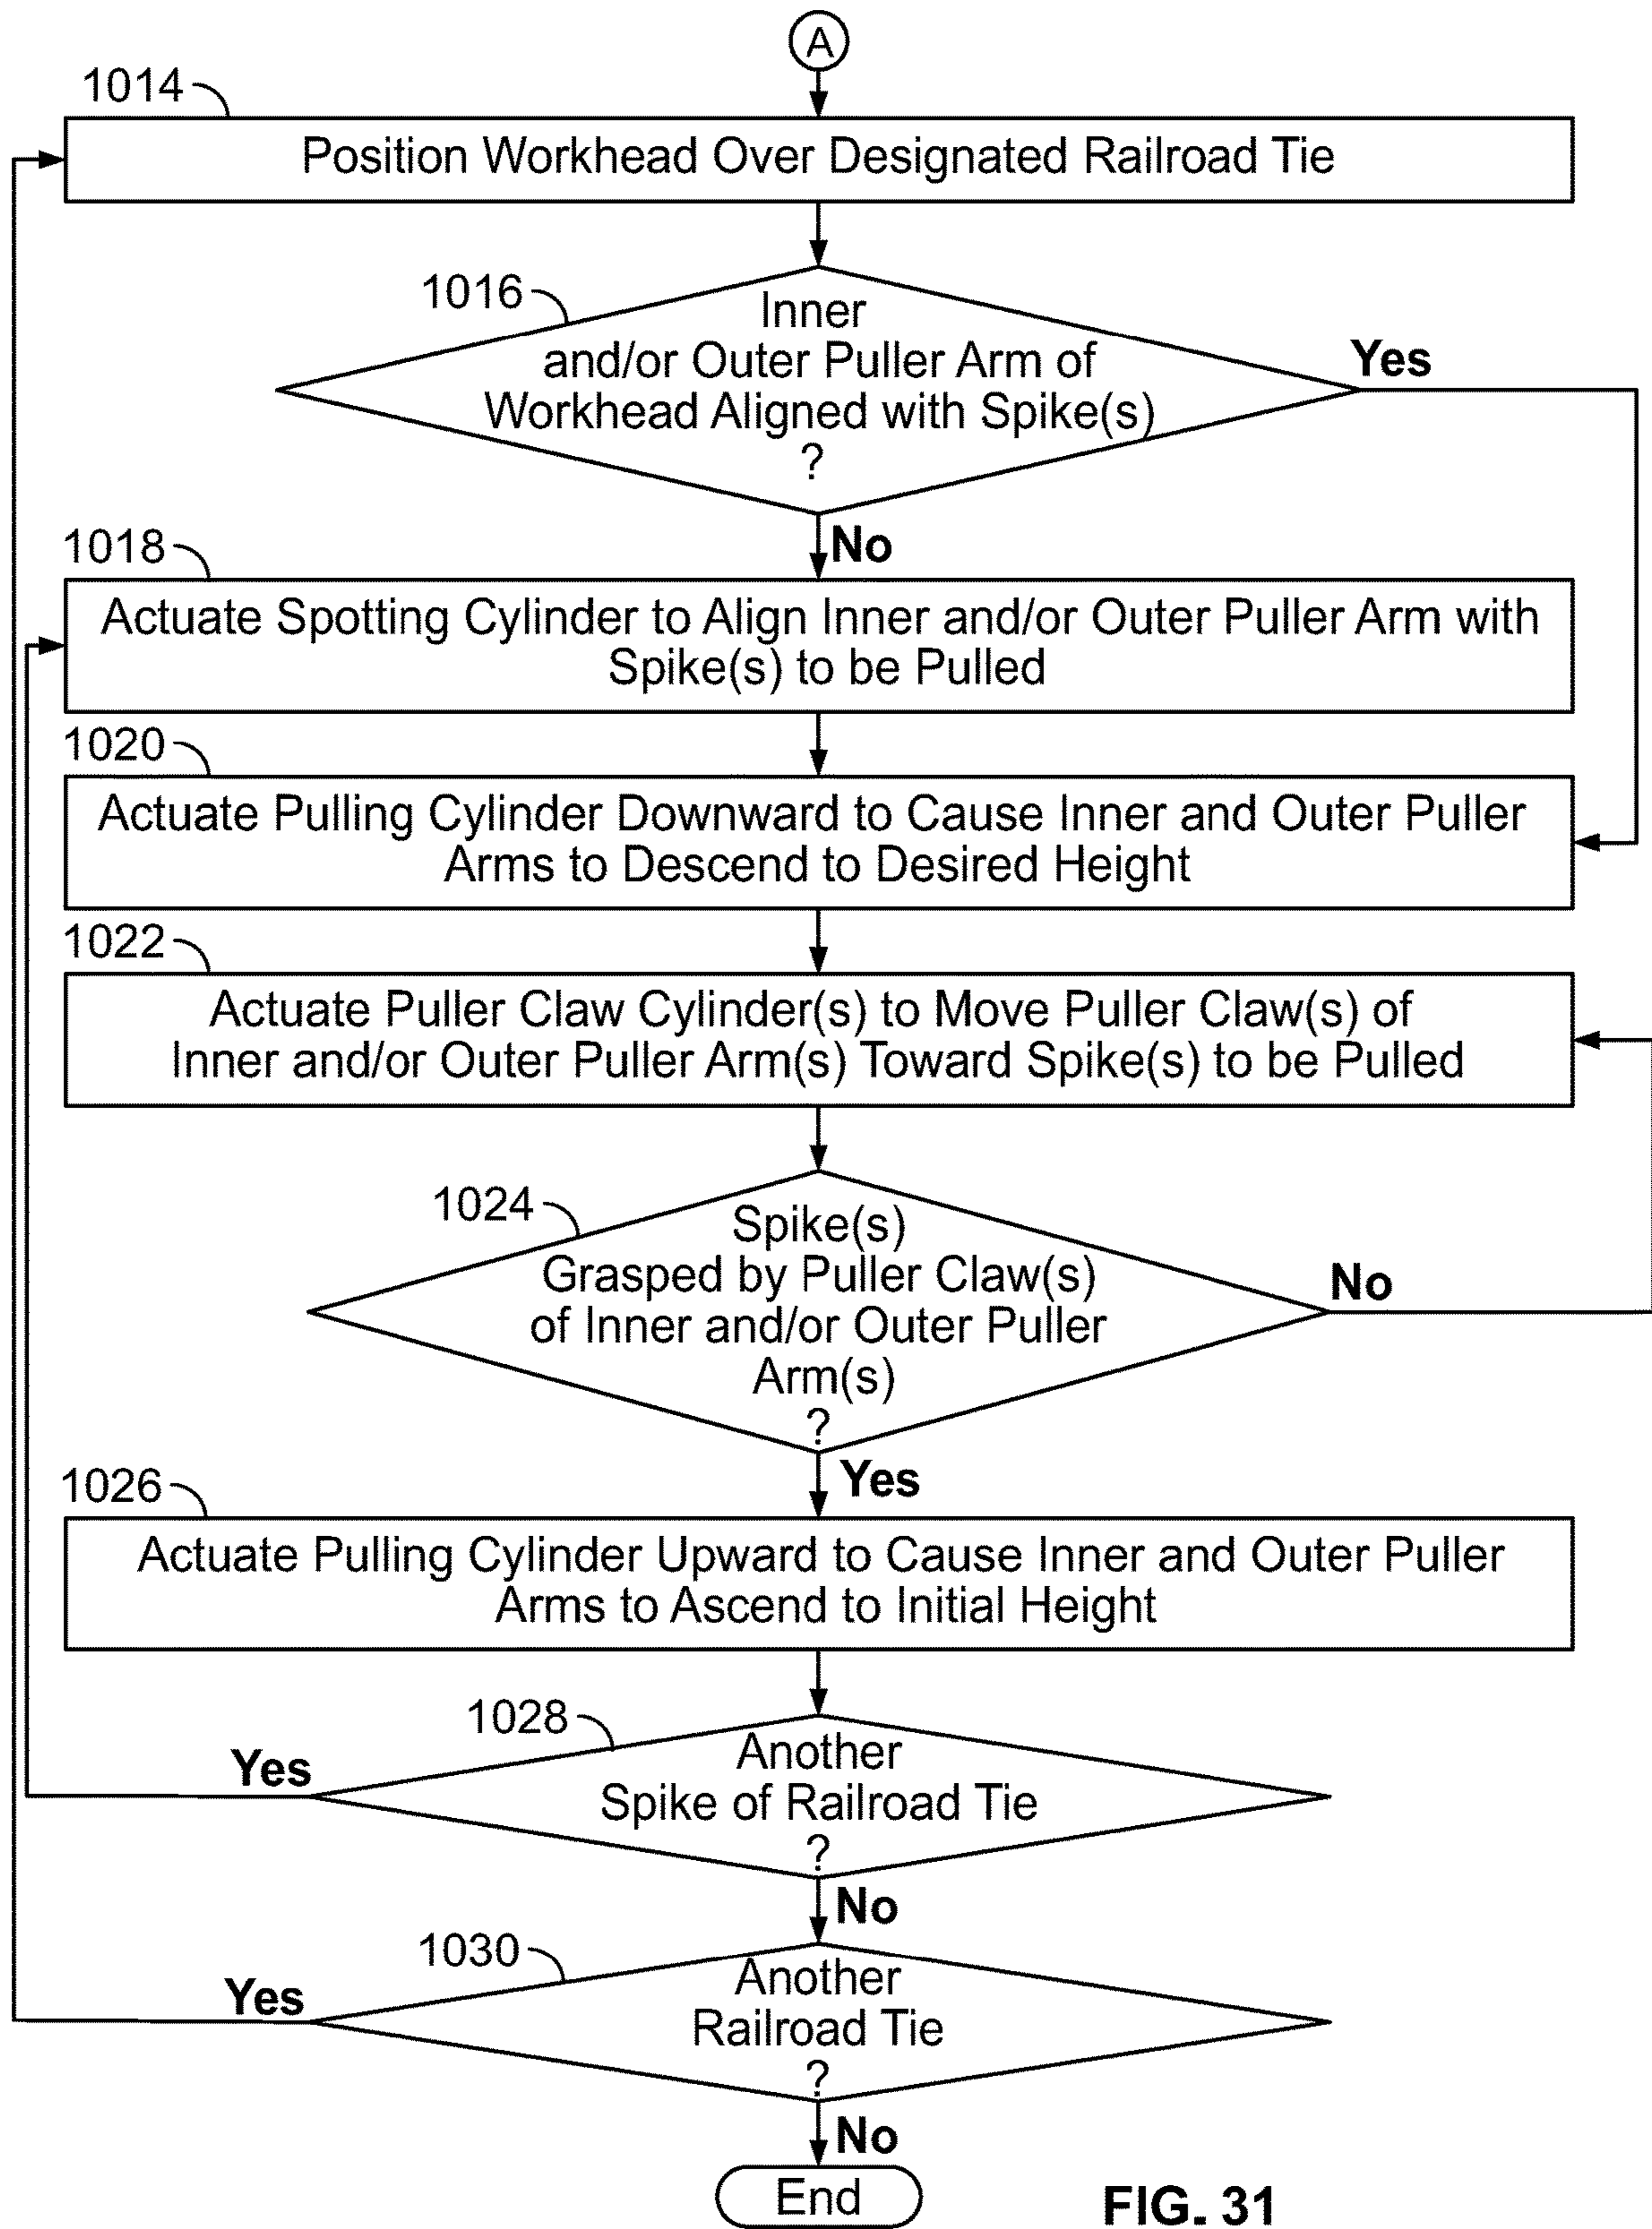 A
1014
Position Workhead Over Designated Railroad Tie
1016
Inner
and/or Outer Puller Arm of
Workhead Aligned with Spike(s)
?
Yes
No
1018
Actuate Spotting Cylinder to Align Inner and/or Outer Puller Arm with
Spike(s) to be Pulled
1020
Actuate Pulling Cylinder Downward to Cause Inner and Outer Puller
Arms to Descend to Desired Height
1022
Actuate Puller Claw Cylinder(s) to Move Puller Claw(s) of
Inner and/or Outer Puller Arm(s) Toward Spike(s) to be Pulled
1024
Spike(s)
Grasped by Puller Claw(s)
of Inner and/or Outer Puller
Arm(s)
?
No
Yes
1026
Actuate Pulling Cylinder Upward to Cause Inner and Outer Puller
Arms to Ascend to Initial Height
1028
Another
Spike of Railroad Tie
?
Yes
No
1030
Another
Railroad Tie
?
Yes
No
End
FIG. 31